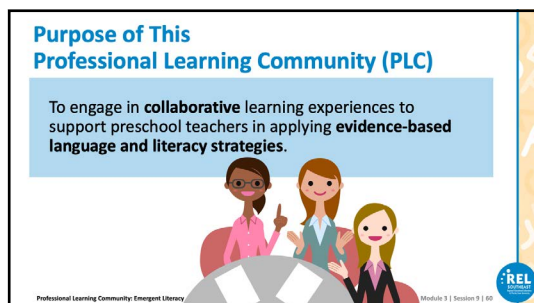 Purpose of This
Professional Learning Community (PLC)
To engage in collaborative learning experiences to
support preschool teachers in applying evidence-based
language and literacy strategies.
Professional Learning Community: Emergent Literacy
Module 3 | Session 9 | 60
REL
SOUTHEAST